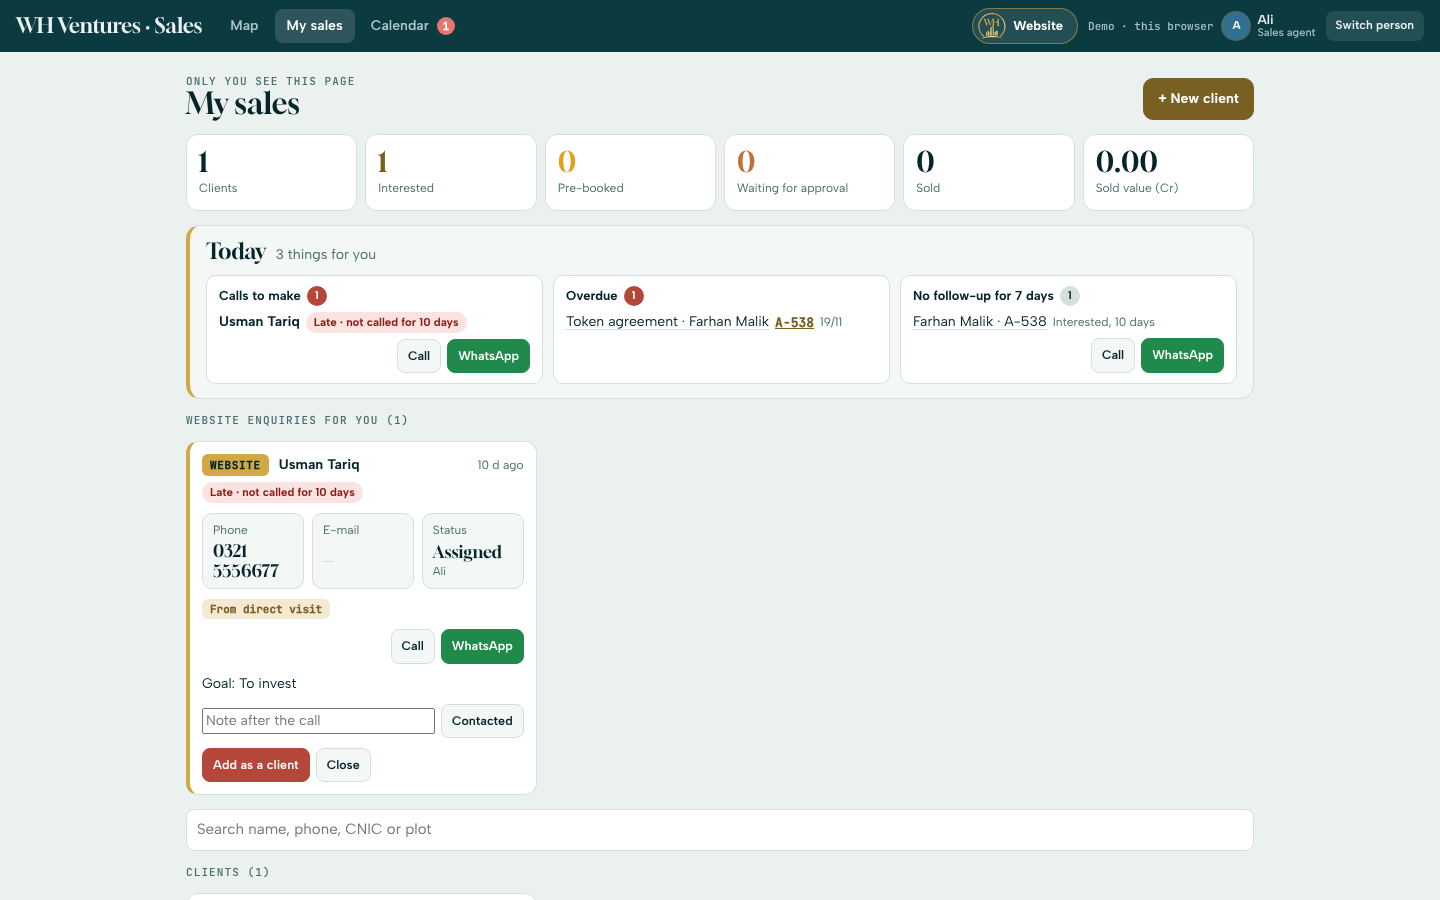 WH Ventures · Sales
Map
My sales
Calendar 1
WH
Website
Demo · this browser
A
Ali
Sales agent
Switch person
ONLY YOU SEE THIS PAGE
My sales
+ New client
1
Clients
1
Interested
0
Pre-booked
0
Waiting for approval
0
Sold
0.00
Sold value (Cr)
Today 3 things for you
Calls to make 1
Usman Tariq Late · not called for 10 days
Call WhatsApp
Overdue 1
Token agreement · Farhan Malik A-538 19/11
No follow-up for 7 days 1
Farhan Malik · A-538 Interested, 10 days
Call WhatsApp
WEBSITE ENQUIRIES FOR YOU (1)
WEBSITE Usman Tariq 10 d ago
Late · not called for 10 days
Phone
0321
5556677
E-mail
—
Status
Assigned
Ali
From direct visit
Call WhatsApp
Goal: To invest
Note after the call Contacted
Add as a client Close
Search name, phone, CNIC or plot
CLIENTS (1)